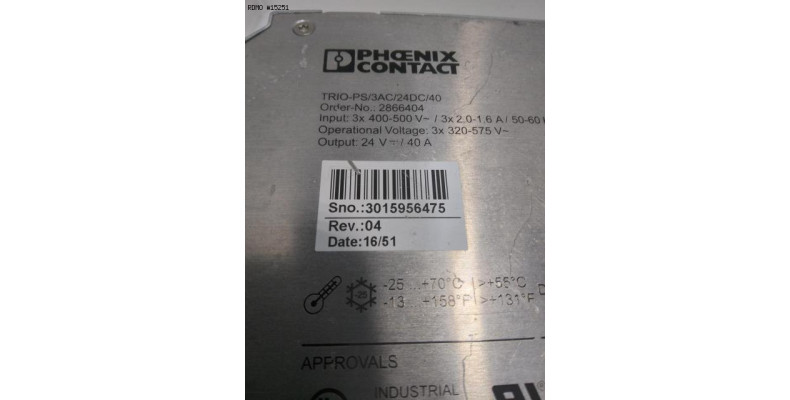 RDMO W15251
PHOENIX
CONTACT
TRIO-PS/3AC/24DC/40
Order-No.: 2866404
Input: 3x 400-500 V~ / 3x 2,0-1,6 A / 50-60
Operational Voltage: 3x 320-575 V~
Output: 24 V⎓ / 40 A
Sno.:3015956475
Rev.:04
Date:16/51
-25 ...+70°C |>+55°C
-13... +158°F |>+131°F
APPROVALS
INDUSTRIAL